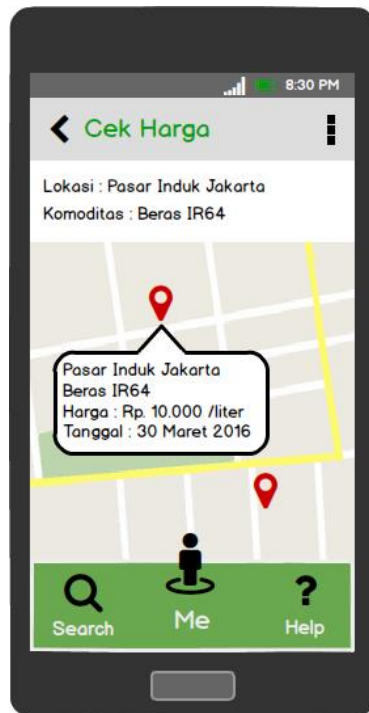 8:30 PM
Cek Harga
Lokasi : Pasar Induk Jakarta
Komoditas : Beras IR64
Pasar Induk Jakarta
Beras IR64
Harga : Rp. 10.000 /liter
Tanggal : 30 Maret 2016
Search
Me
Help